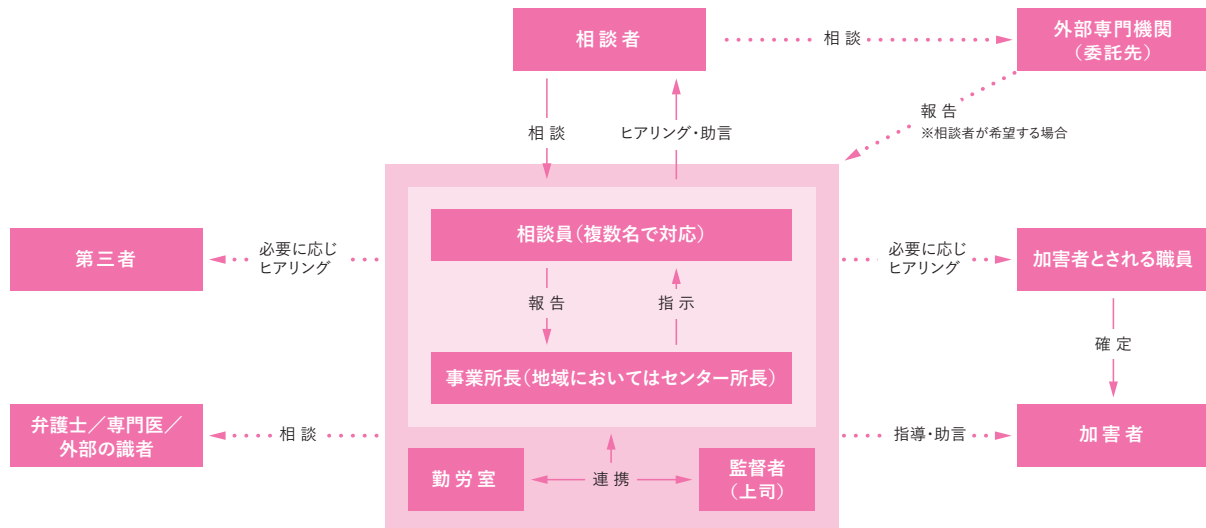 相談者
相談
外部専門機関
（委託先）
報告
※相談者が希望する場合
相談
ヒアリング・助言
相談員（複数名で対応）
第三者
必要に応じ
ヒアリング
必要に応じ
ヒアリング
加害者とされる職員
報告
指示
確定
事業所長（地域においてはセンター所長）
弁護士／専門医／
外部の識者
相談
指導・助言
加害者
勤労室
連携
監督者
（上司）